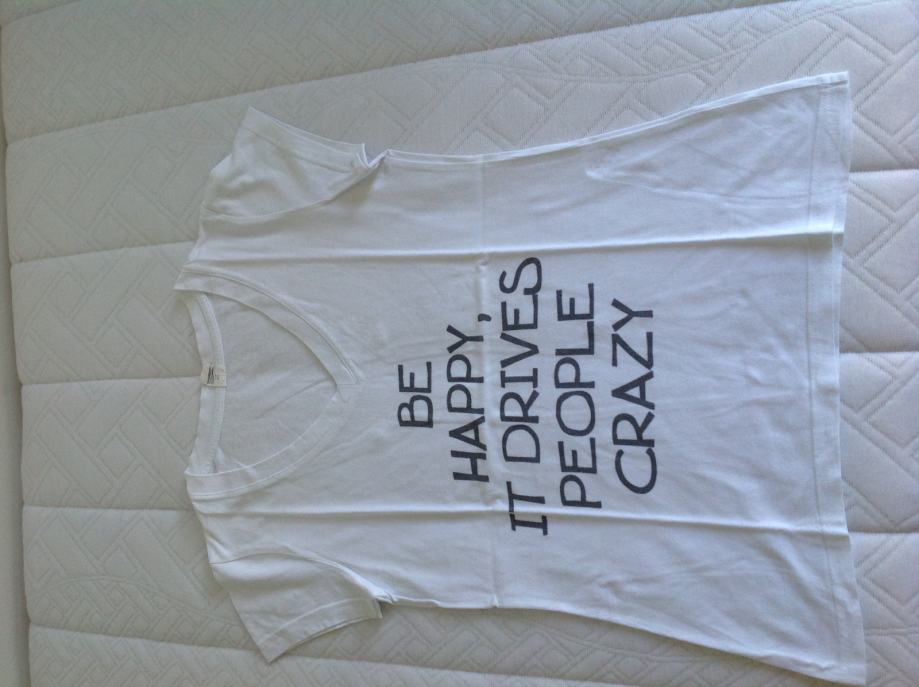 BE
HAPPY,
IT DRIVES
PEOPLE
CRAZY